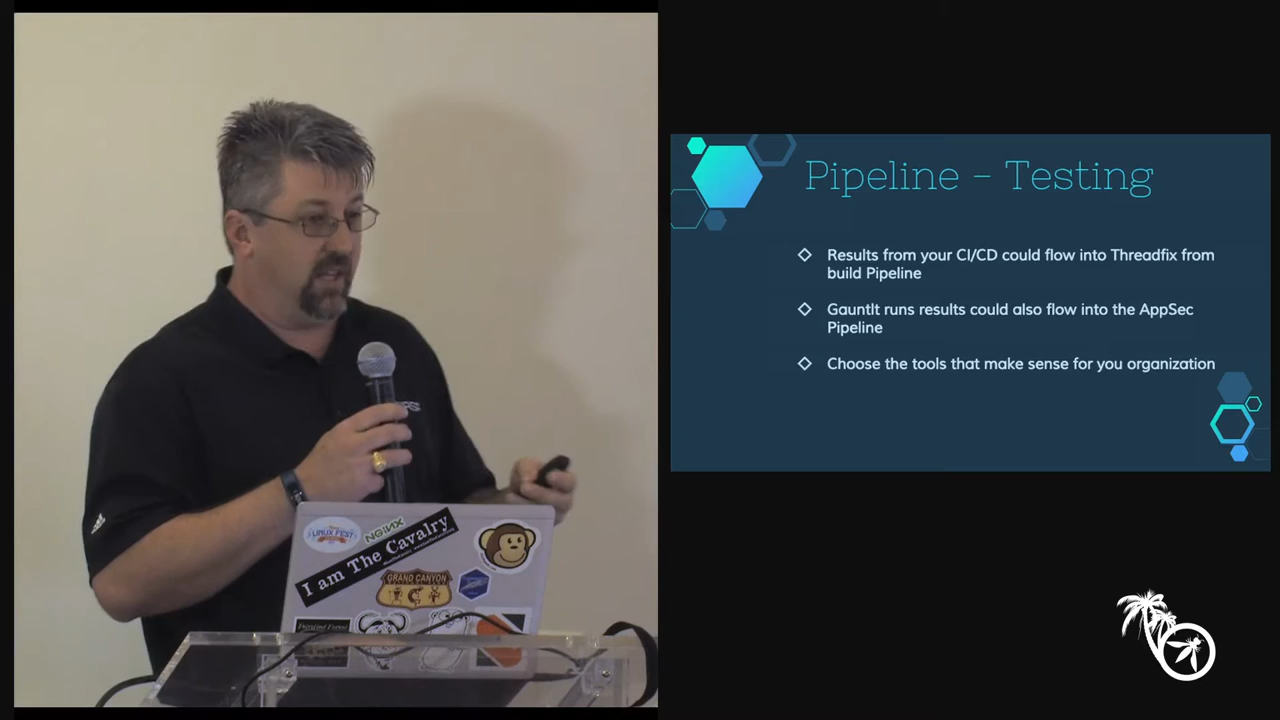 LINUX FEST
NGINX
I am The Cavalry
GRAND CANYON
Pipeline - Testing
Results from your CI/CD could flow into Threadfix from
build Pipeline
Gauntlt runs results could also flow into the AppSec
Pipeline
Choose the tools that make sense for you organization